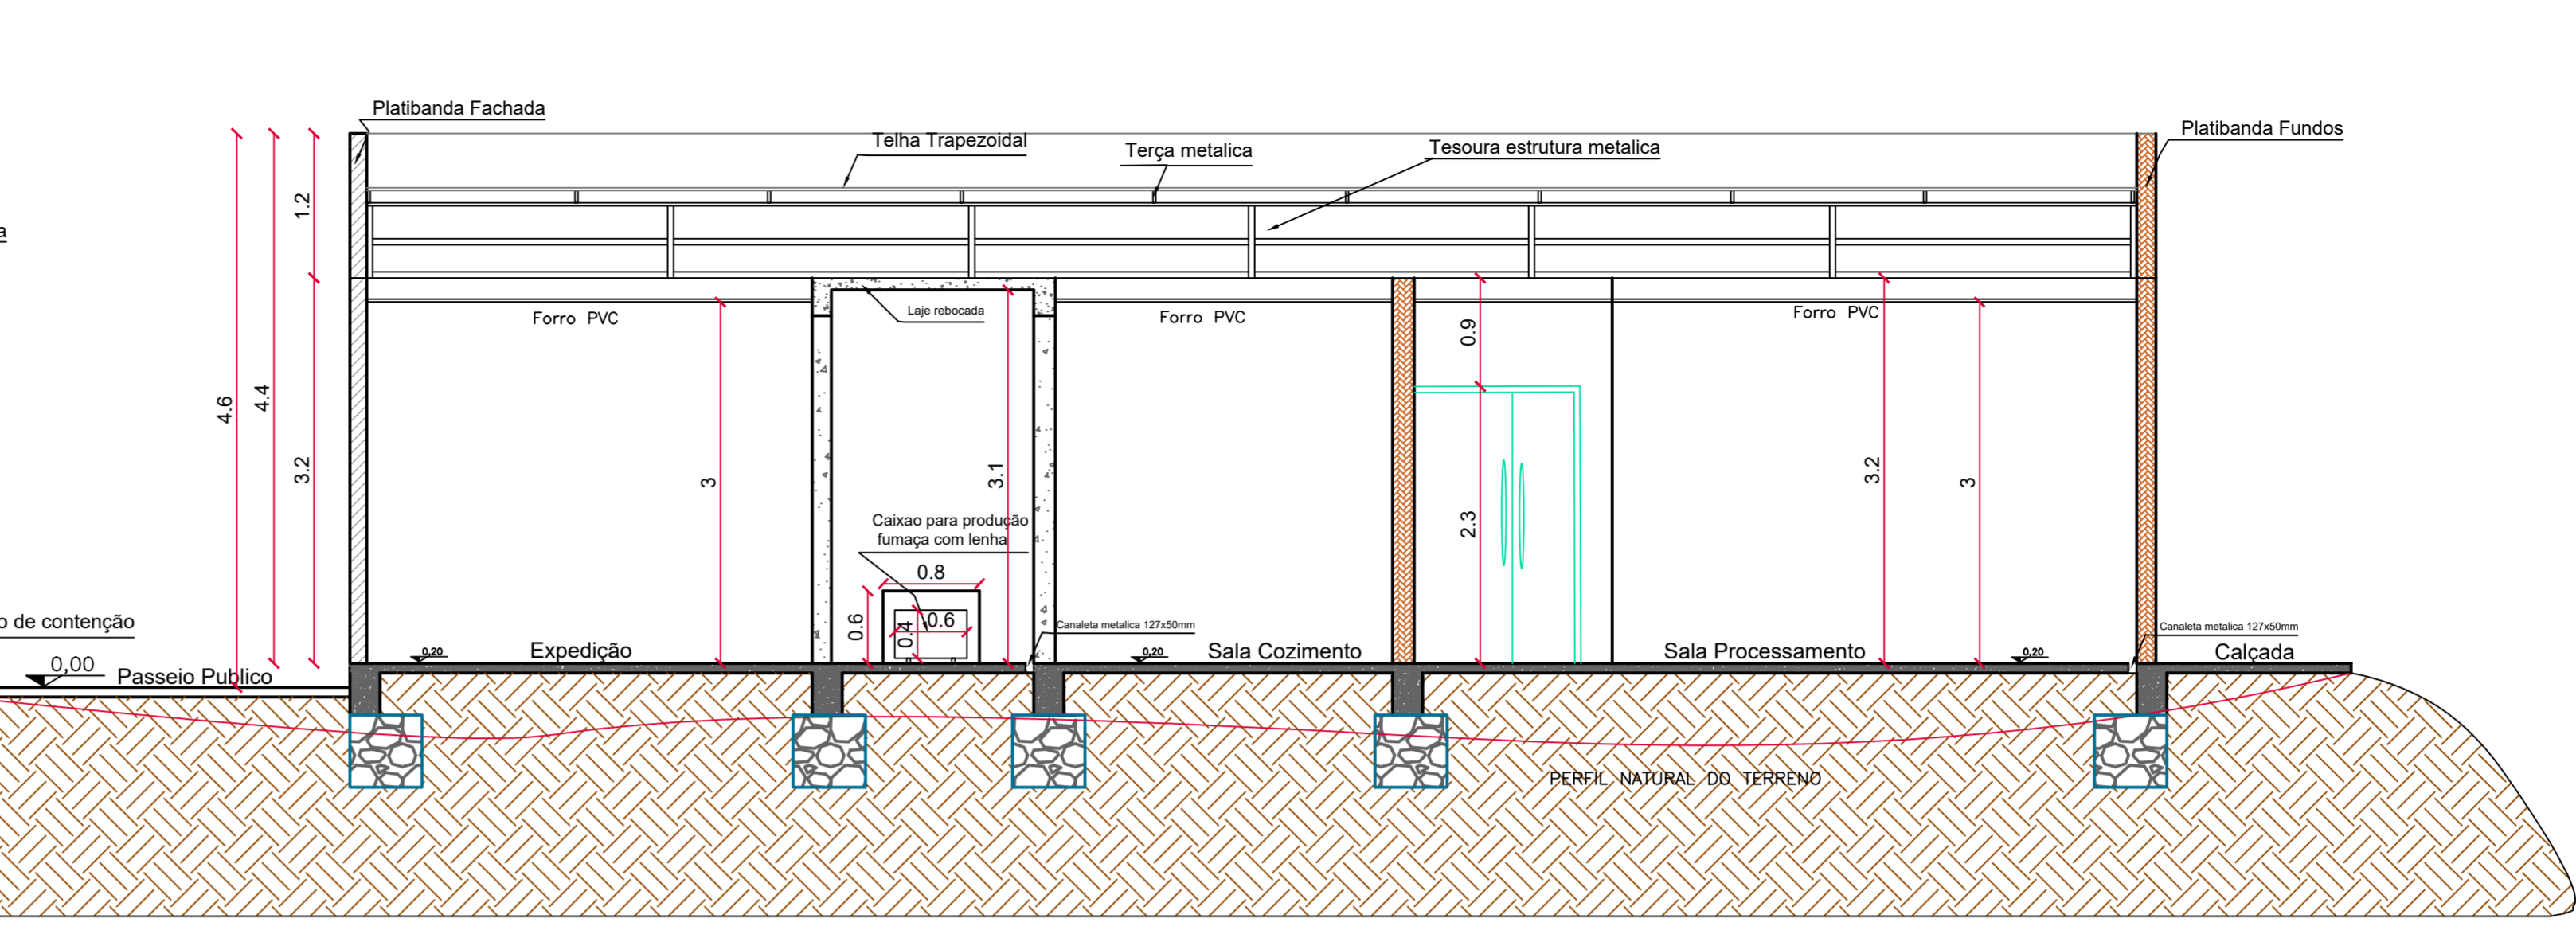 Platibanda Fachada
Telha Trapezoidal
Terça metalica
Tesoura estrutura metalica
Platibanda Fundos
1.2
a
4.6
4.4
3.2
Forro PVC
3
Laje rebocada
3.1
Forro PVC
0.9
2.3
Forro PVC
3.2
3
Caixao para produção
fumaça com lenha
0.8
0.6
0.4
0.6
o de contenção
0,00
Passeio Publico
0,20
Expedição
Canaleta metalica 127x50mm
0,20
Sala Cozimento
Sala Processamento
0,20
Canaleta metalica 127x50mm
Calçada
PERFIL NATURAL DO TERRENO